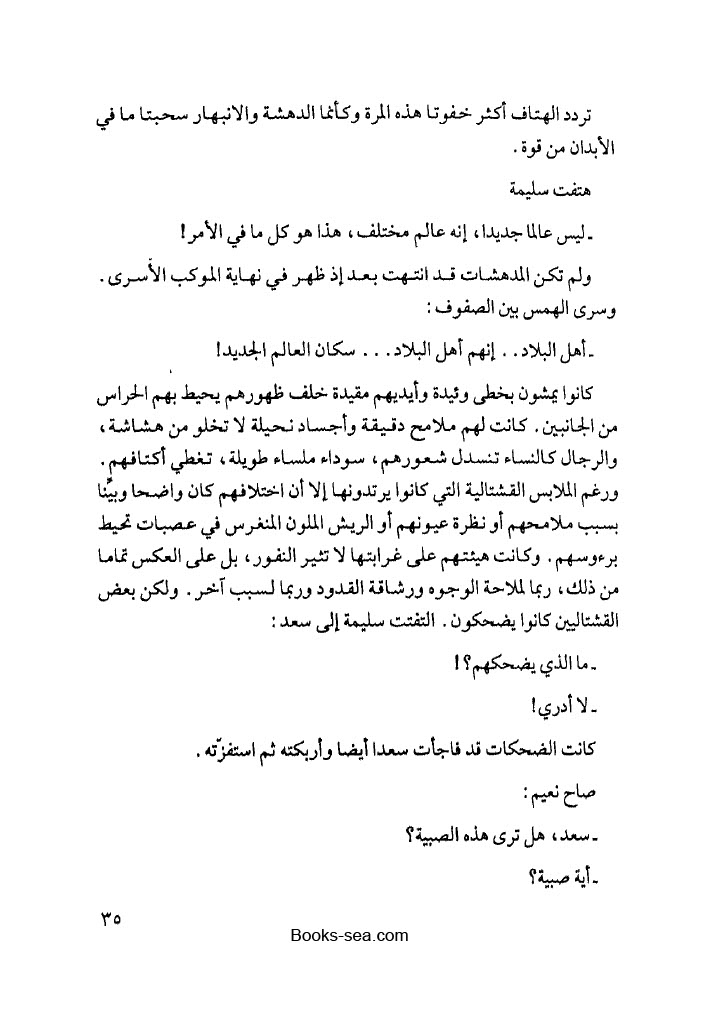 تردد الهتاف أكثر خفوتا هذه المرة وكأنما الدهشة والانبهار سحبتا ما في
الأبدان من قوة .
هتفت سليمة
ـ ليس عالما جديدا، إنه عالم مختلف، هذا هو كل ما في الأمر!
ولم تكن المدهشات قد انتهت بعد إذ ظهر في نهاية الموكب الأسرى .
وسرى الهمس بين الصفوف :
ـ أهل البلاد . . إنهم أهل البلاد . . . سكان العالم الجديد!
كانوا يمشون بخطى وئيدة وأيديهم مقيدة خلف ظهورهم يحيط بهم الحراس
من الجانبين . كانت لهم ملامح دقيقة وأجساد نحيلة لا تخلو من هشاشة،
والرجال كالنساء تنسدل شعورهم، سوداء ملساء طويلة، تغطي أكتافهم .
ورغم الملابس القشتالية التي كانوا يرتدونها إلا أن اختلافهم كان واضحا وبيِّنا
بسبب ملامحهم أو نظرة عيونهم أو الريش الملون المنغرس في عصبات تحيط
برءوسهم . وكانت هيئتهم على غرابتها لا تثير النفور، بل على العكس تماما
من ذلك، ربما لملاحة الوجوه ورشاقة القدود وربما لسبب آخر . ولكن بعض
القشتاليين كانوا يضحكون . التفتت سليمة إلى سعد :
ـ ما الذي يضحكهم؟!
ـ لا أدري!
كانت الضحكات قد فاجأت سعدا أيضا وأربكته ثم استفزّته .
صاح نعيم :
ـ سعد، هل ترى هذه الصبية؟
ـ أية صبية؟
٣٥
Books-sea.com